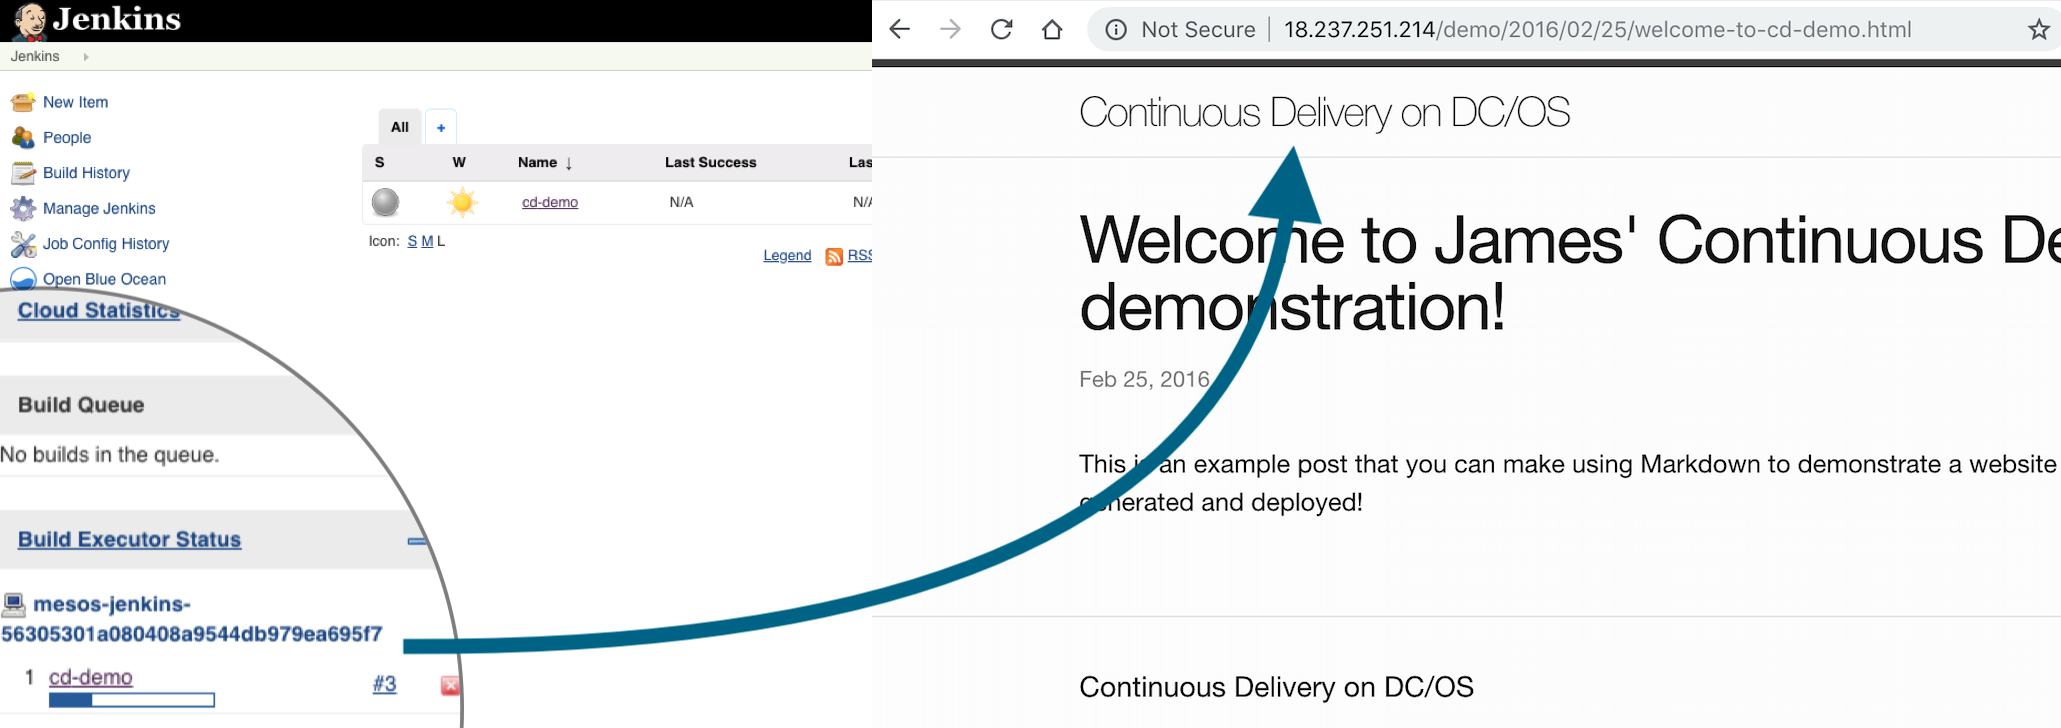 Jenkins
Jenkins
New Item
People
Build History
Manage Jenkins
Job Config History
Open Blue Ocean
Cloud Statistics
Build Queue
No builds in the queue.
Build Executor Status
mesos-jenkins-
56305301a080408a9544db979ea695f7
1 cd-demo #3
All +
S W Name ↓ Last Success Las
cd-demo N/A N/A
Icon: S M L
Legend RSS
Not Secure | 18.237.251.214/demo/2016/02/25/welcome-to-cd-demo.html
Continuous Delivery on DC/OS
Welcome to James' Continuous De
demonstration!
Feb 25, 2016
This is an example post that you can make using Markdown to demonstrate a website
generated and deployed!
Continuous Delivery on DC/OS